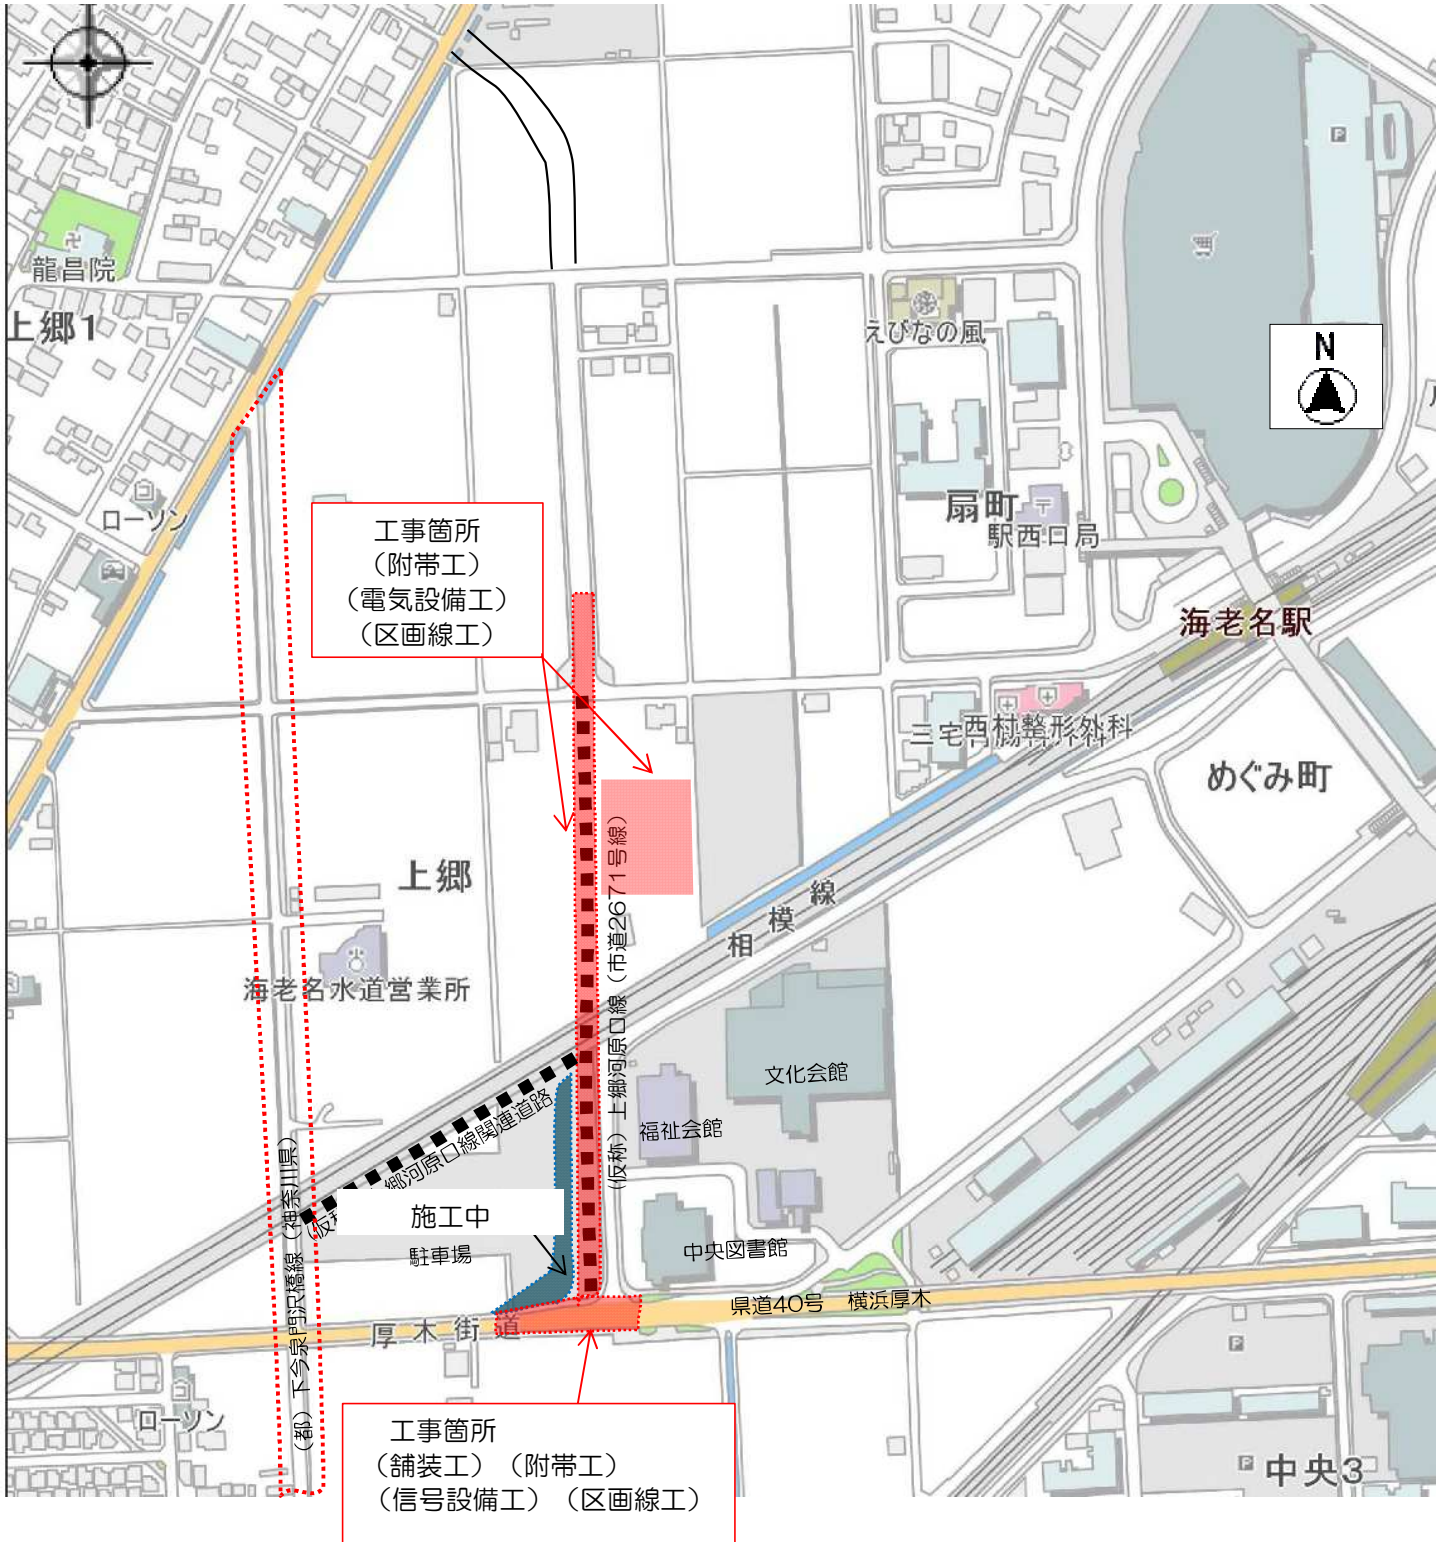 龍昌院
上郷1
えびなの風
N
ローソン
扇町
駅西口局
工事箇所
（附帯工）
（電気設備工）
（区画線工）
海老名駅
西村整形外科
めぐみ町
上郷
相模線
(仮称) 上郷河原口線 (市道2671号線)
海老名水道営業所
文化会館
福祉会館
郷河原口線関連道路
施工中
駐車場
中央図書館
(都) 下今泉門沢橋線 (神奈川県)
県道40号　横浜厚木
厚木街道
ローソン
工事箇所
（舗装工）（附帯工）
（信号設備工）（区画線工）
P
P
P
中央3